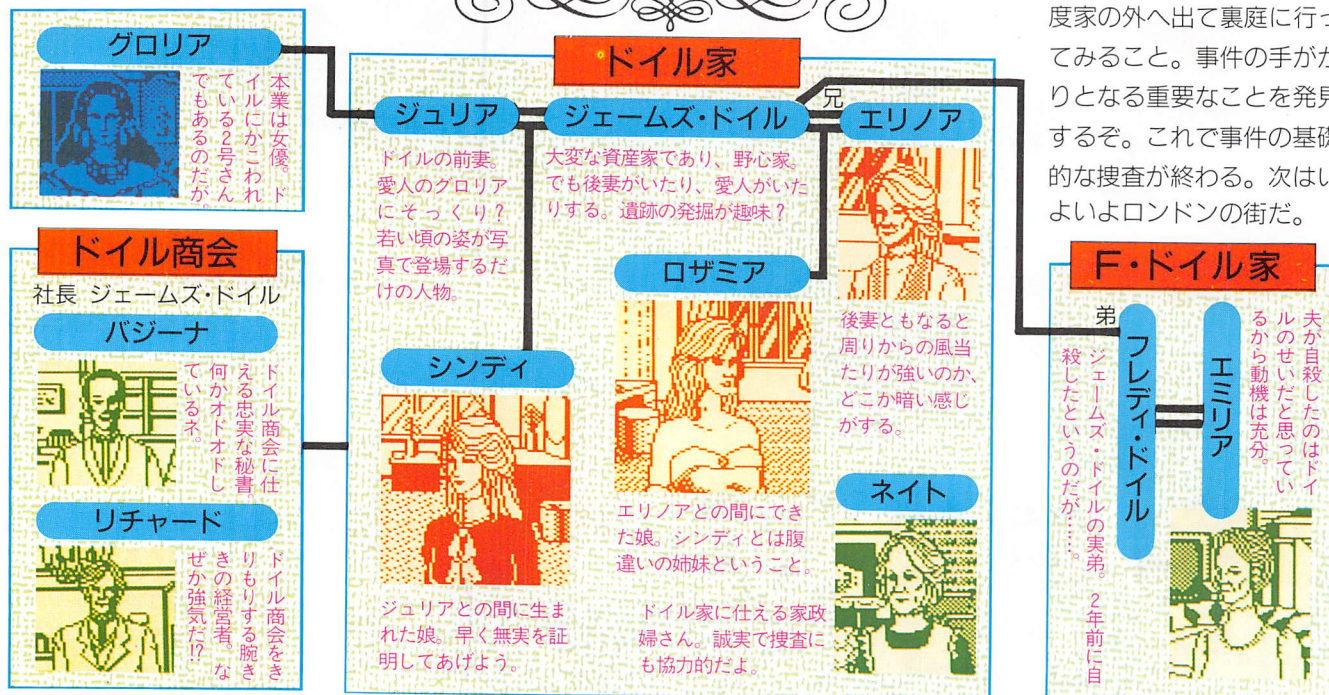 グロリア
本業は女優。ド
イルにかこわれ
ている2号さん
でもあるのだが。
ドイル商会
社長 ジェームズ・ドイル
バジーナ
ドイル商会に仕
える忠実な秘書。
何かオドオドし
ているネ。
リチャード
ドイル商会をき
りもりする腕き
きの経営者。な
ぜか強気だ!?
ドイル家
ジュリア
ドイルの前妻。
愛人のグロリア
にそっくり?
若い頃の姿が写
真で登場するだ
けの人物。
ジェームズ・ドイル
大変な資産家であり、野心家。
でも後妻がいたり、愛人がいた
りする。遺跡の発掘が趣味?
兄
エリノア
後妻ともなると
周りからの風当
たりが強いのか、
どこか暗い感じ
がする。
ロザミア
エリノアとの間にでき
た娘。シンディとは腹
違いの姉妹ということ。
シンディ
ジュリアとの間に生ま
れた娘。早く無実を証
明してあげよう。
ネイト
ドイル家に仕える家政
婦さん。誠実で捜査に
も協力的だよ。
度家の外へ出て裏庭に行っ
てみること。事件の手がか
りとなる重要なことを発見
するぞ。これで事件の基礎
的な捜査が終わる。次はい
よいよロンドンの街だ。
F・ドイル家
弟
フレディ・ドイル
ジェームズ・ドイルの実弟。2年前に自
殺したというのだが……。
エミリア
夫が自殺したのはドイ
ルのせいだと思ってい
るから動機は充分。